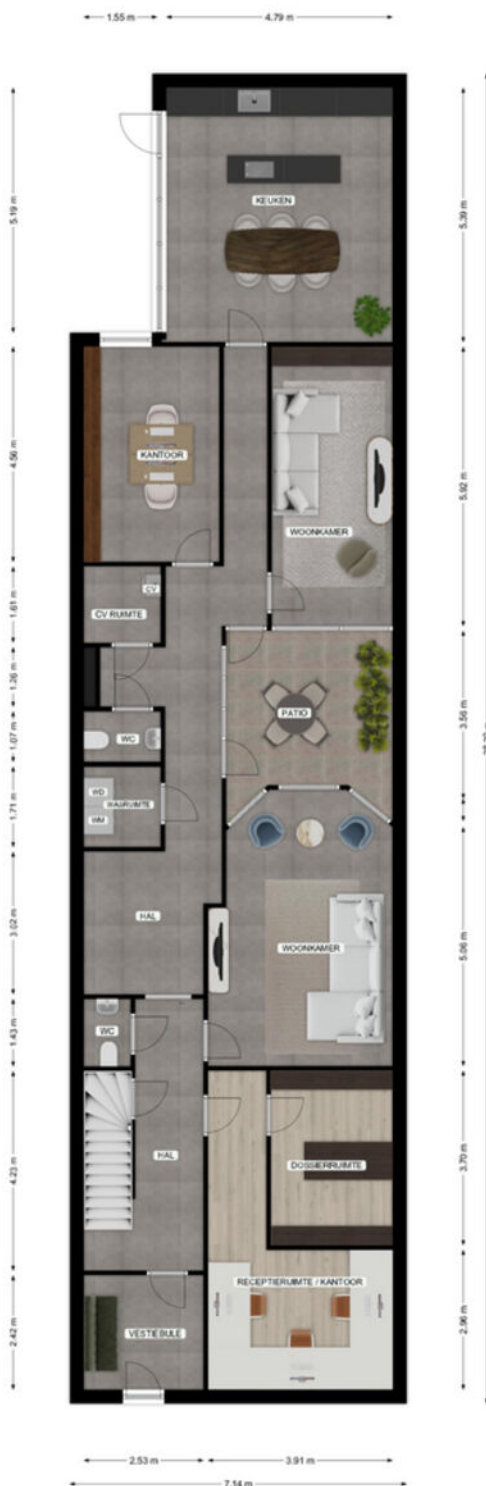 1.55 m
4.79 m
5.19 m
5.39 m
KEUKEN
4.56 m
5.92 m
KANTOOR
WOONKAMER
CV
CV RUIMTE
1.61 m
1.26 m
3.56 m
PATIO
WC
1.07 m
WD
WASRUIMTE
WM
1.71 m
HAL
3.02 m
WOONKAMER
5.06 m
WC
1.43 m
HAL
4.23 m
DOSSIERRUIMTE
3.70 m
RECEPTIERUIMTE / KANTOOR
VESTIEBULE
2.42 m
2.96 m
2.53 m
3.91 m
7.14 m